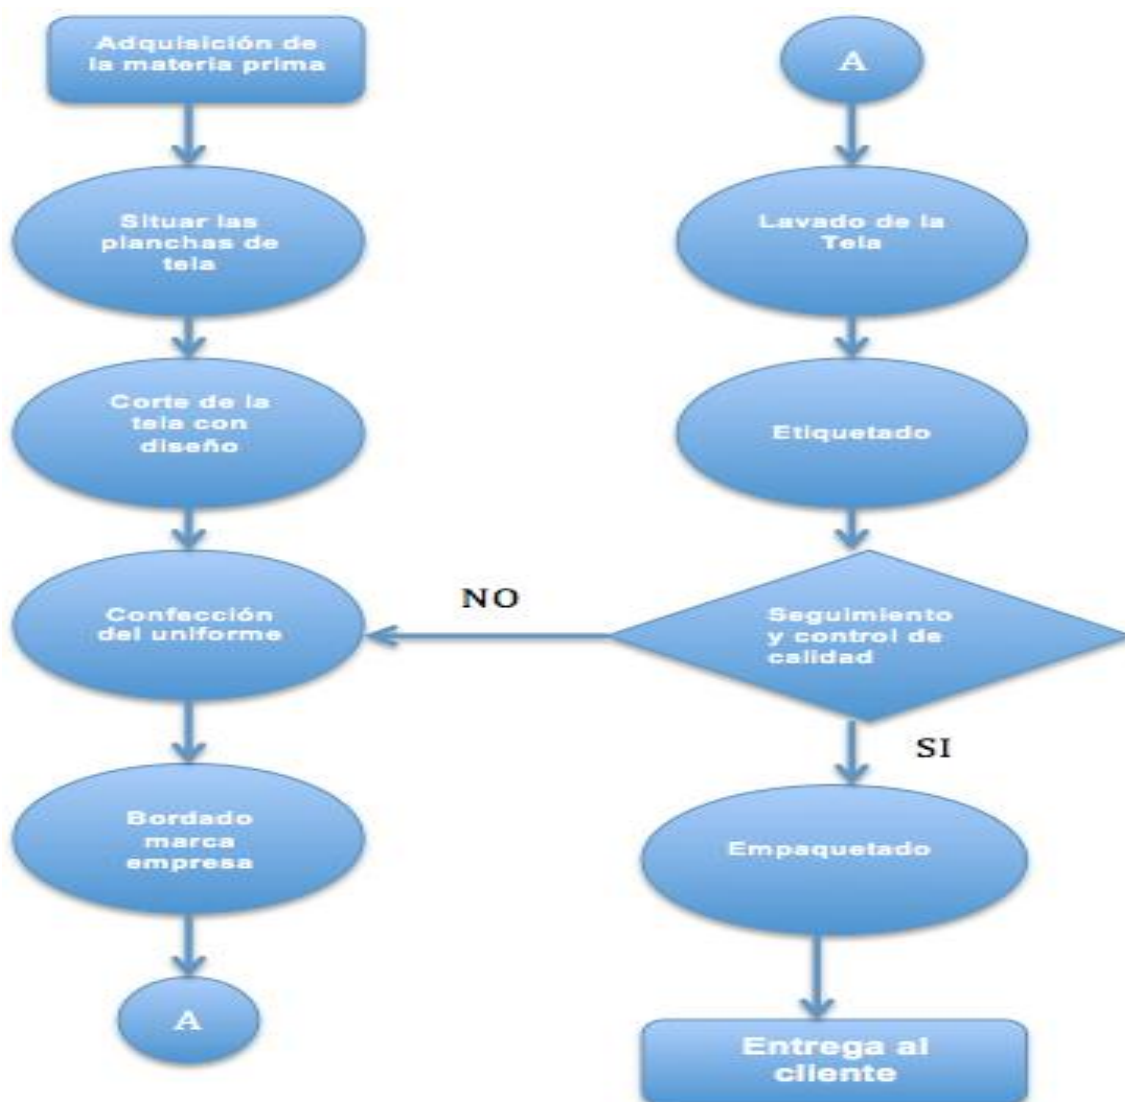 Adquisición de
la materia prima
Situar las
planchas de
tela
Corte de la
tela con
diseño
Confección
del uniforme
Bordado
marca
empresa
A
A
Lavado de la
Tela
Etiquetado
Seguimiento
y control de
calidad
NO
SI
Empaquetado
Entrega al
cliente